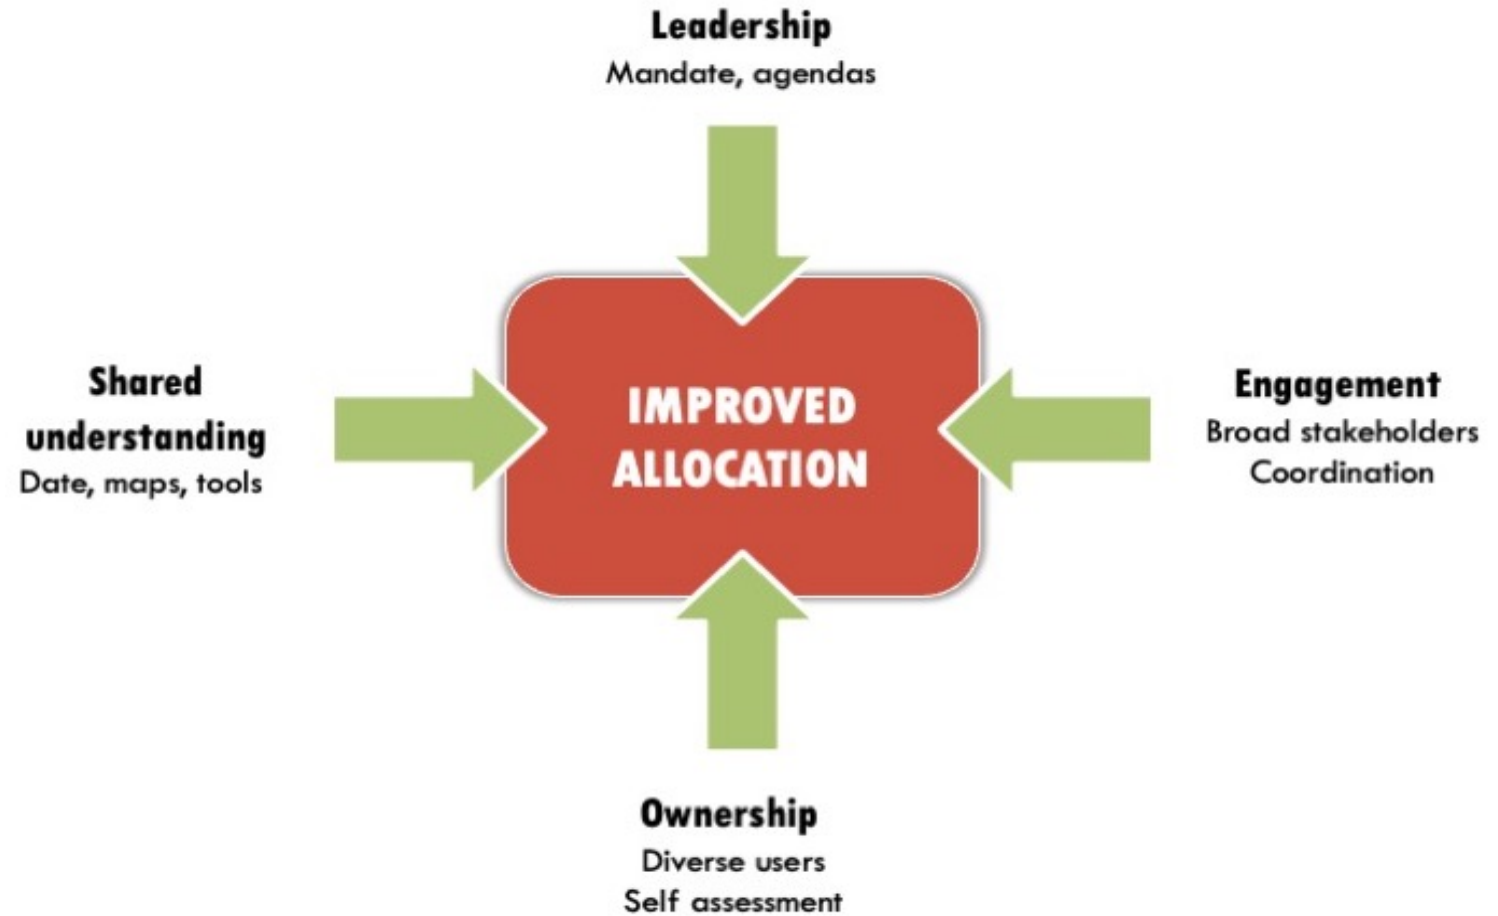 Leadership
Mandate, agendas
Shared
understanding
Date, maps, tools
IMPROVED
ALLOCATION
Engagement
Broad stakeholders
Coordination
Ownership
Diverse users
Self assessment